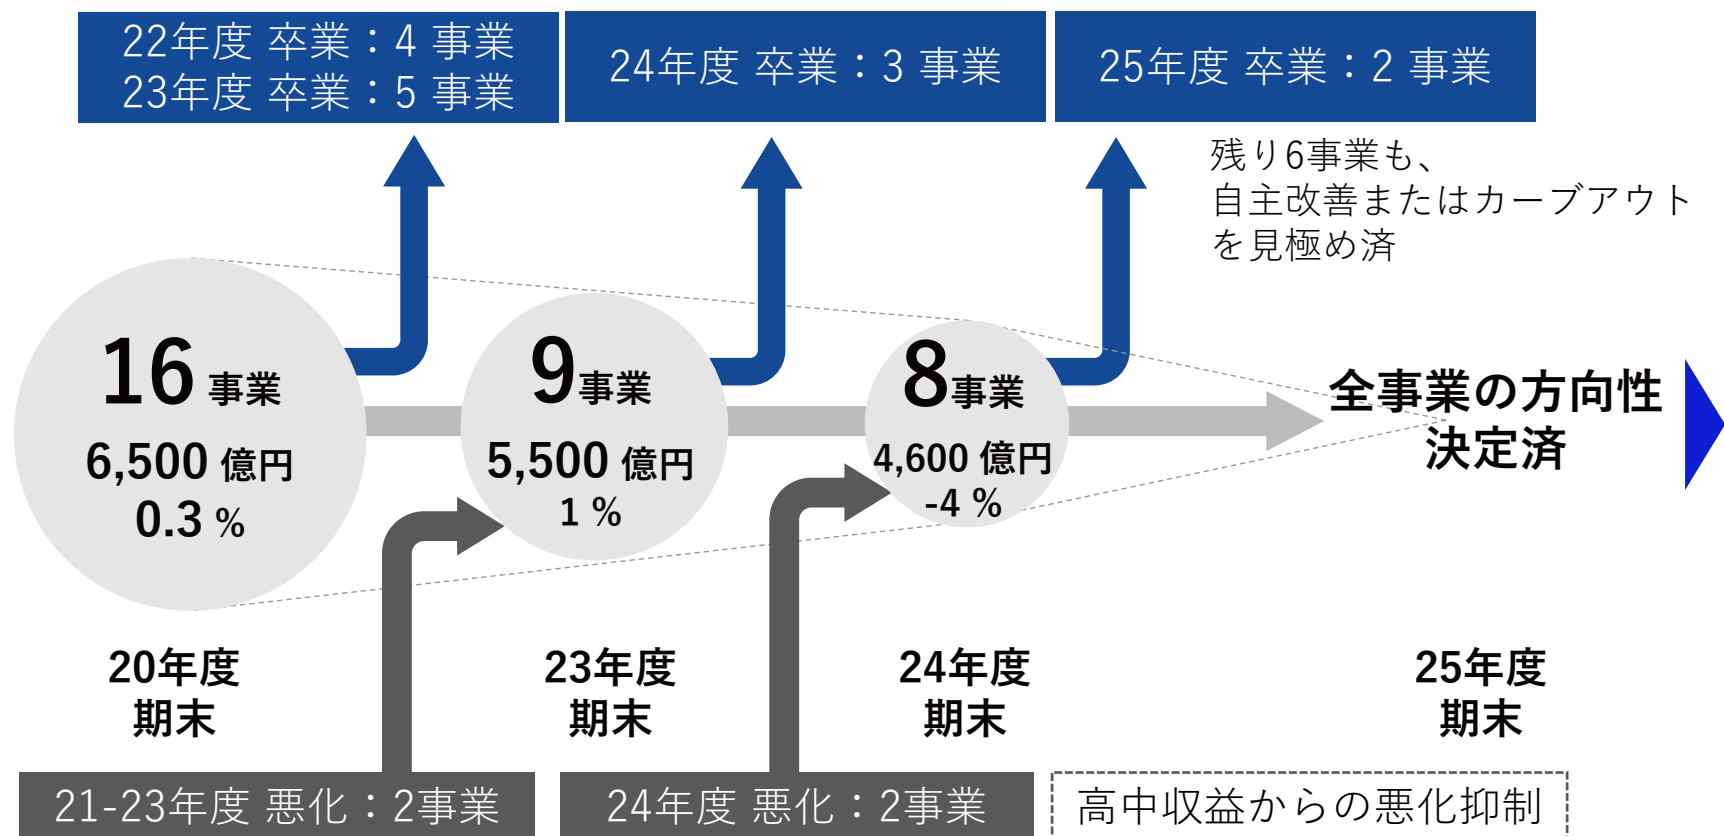 22年度 卒業：4 事業
23年度 卒業：5 事業
24年度 卒業：3 事業
25年度 卒業：2 事業
残り6事業も、
自主改善またはカーブアウト
を見極め済
16 事業
6,500 億円
0.3 %
9事業
5,500 億円
1 %
8事業
4,600 億円
-4 %
全事業の方向性
決定済
20年度
期末
23年度
期末
24年度
期末
25年度
期末
21-23年度 悪化：2事業
24年度 悪化：2事業
高中収益からの悪化抑制